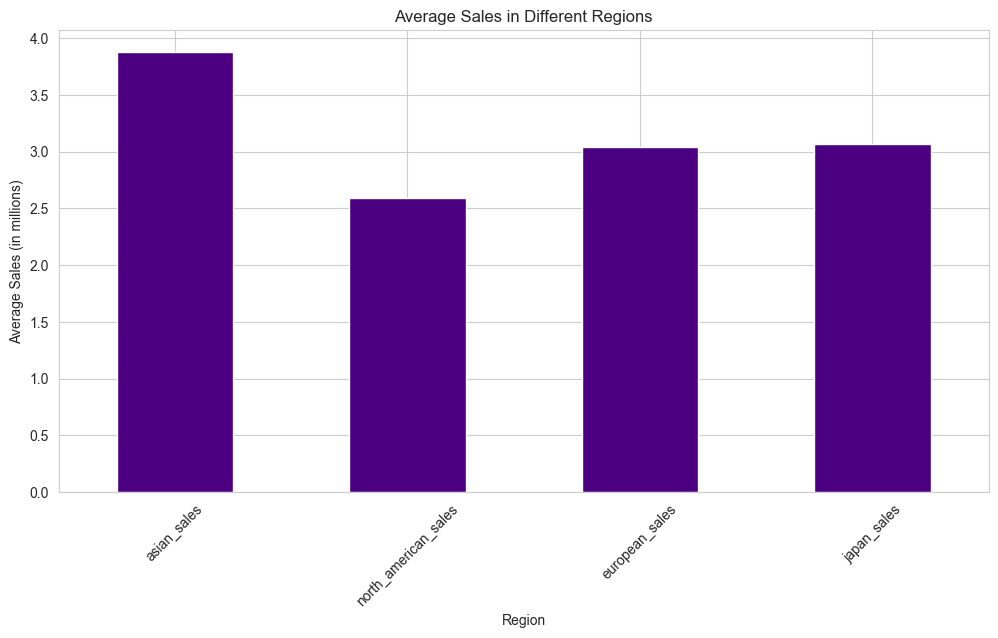 Average Sales in Different Regions
Average Sales (in millions)
4.0
3.5
3.0
2.5
2.0
1.5
1.0
0.5
0.0
asian_sales
north_american_sales
european_sales
japan_sales
Region